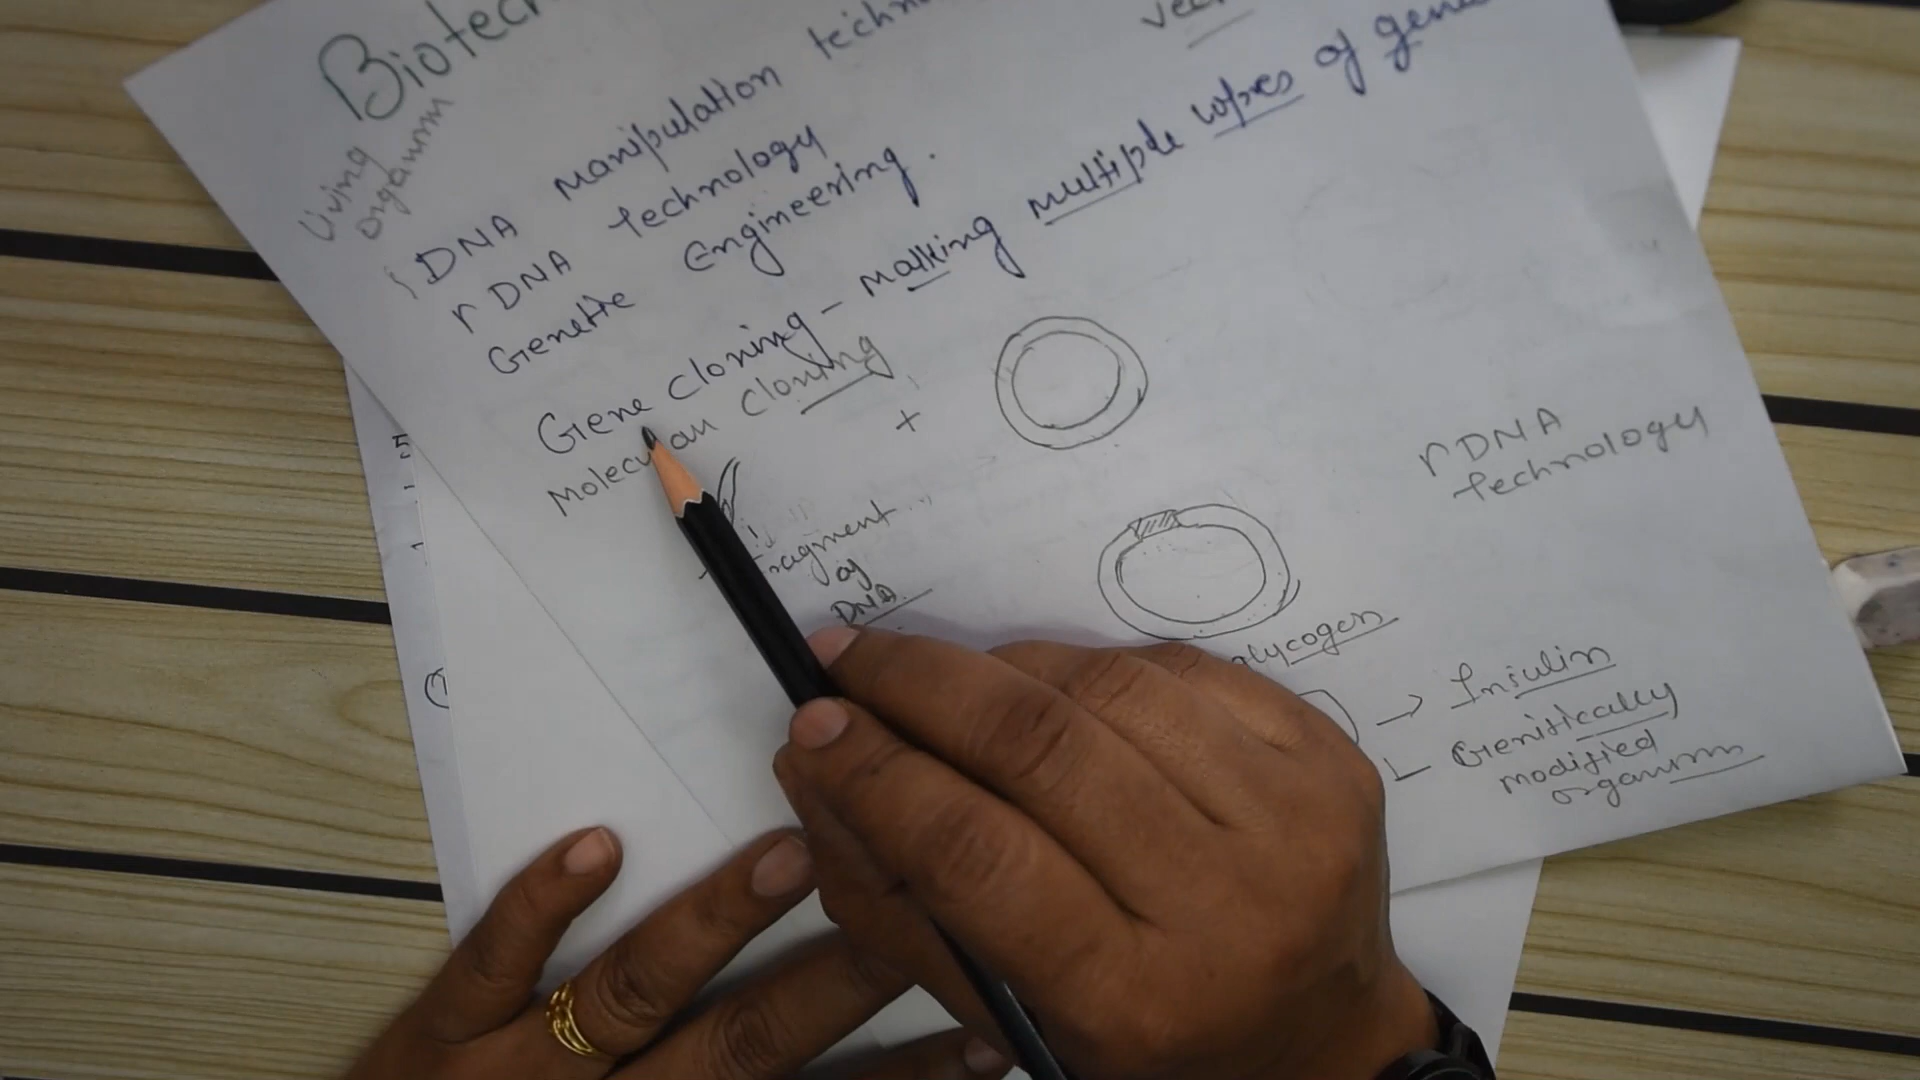 Biotech
Living
organism
DNA manipulation techn
rDNA technology
Genetic Engineering.
Gene cloning - making multiple copies of gene
Molecular cloning
+
fragment
of
DNA
rDNA
technology
glycogen
→ Insulin
Genitically
modified
organism